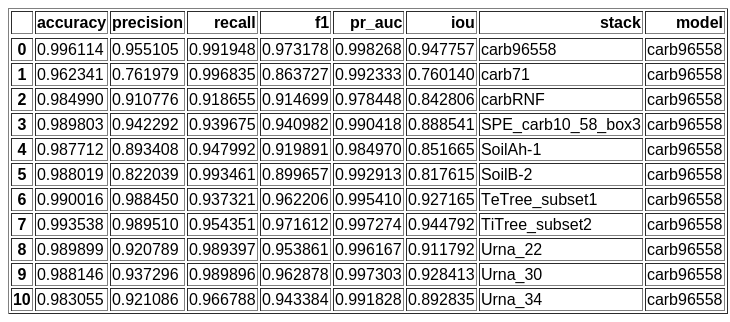 accuracy precision recall f1 pr_auc iou stack model
0 0.996114 0.955105 0.991948 0.973178 0.998268 0.947757 carb96558 carb96558
1 0.962341 0.761979 0.996835 0.863727 0.992333 0.760140 carb71 carb96558
2 0.984990 0.910776 0.918655 0.914699 0.978448 0.842806 carbRNF carb96558
3 0.989803 0.942292 0.939675 0.940982 0.990418 0.888541 SPE_carb10_58_box3 carb96558
4 0.987712 0.893408 0.947992 0.919891 0.984970 0.851665 SoilAh-1 carb96558
5 0.988019 0.822039 0.993461 0.899657 0.992913 0.817615 SoilB-2 carb96558
6 0.990016 0.988450 0.937321 0.962206 0.995410 0.927165 TeTree_subset1 carb96558
7 0.993538 0.989510 0.954351 0.971612 0.997274 0.944792 TiTree_subset2 carb96558
8 0.989899 0.920789 0.989397 0.953861 0.996167 0.911792 Urna_22 carb96558
9 0.988146 0.937296 0.989896 0.962878 0.997303 0.928413 Urna_30 carb96558
10 0.983055 0.921086 0.966788 0.943384 0.991828 0.892835 Urna_34 carb96558